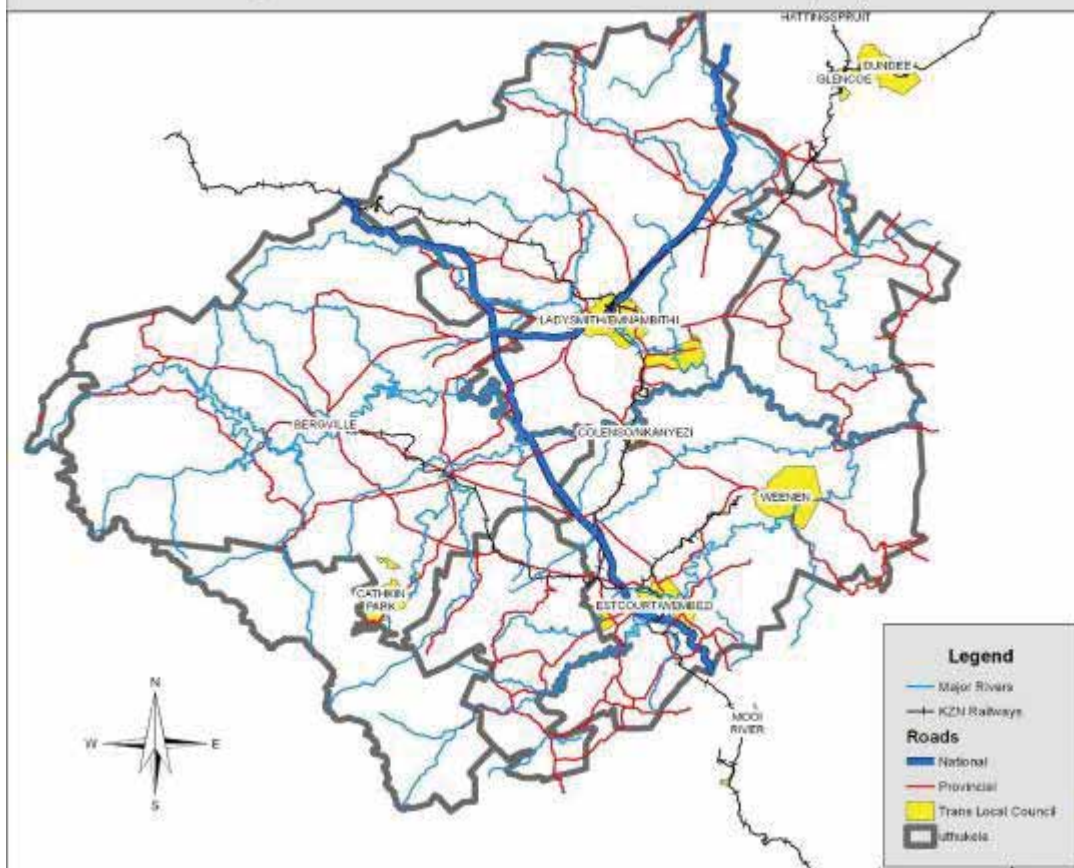 HATTINGSPRUIT
DUNDEE
GLENCOE
LADYSMITH/EMNAMBITHI
BERGVILLE
COLENSO/NKANYEZI
WEENEN
CATHKIN
PARK
ESTCOURT/WEMBEZI
MOOI
RIVER
N
W E
S
Legend
Major Rivers
KZN Railways
Roads
National
Provincial
Trans Local Council
uthukela